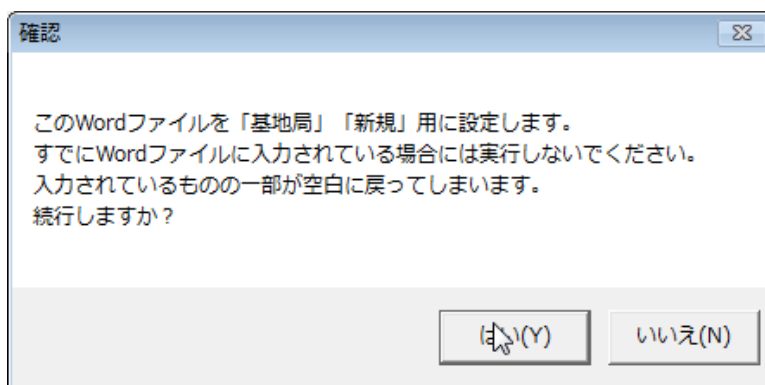 確認
このWordファイルを「基地局」「新規」用に設定します。
すでにWordファイルに入力されている場合には実行しないでください。
入力されているものの一部が空白に戻ってしまいます。
続行しますか？
はい(Y)
いいえ(N)